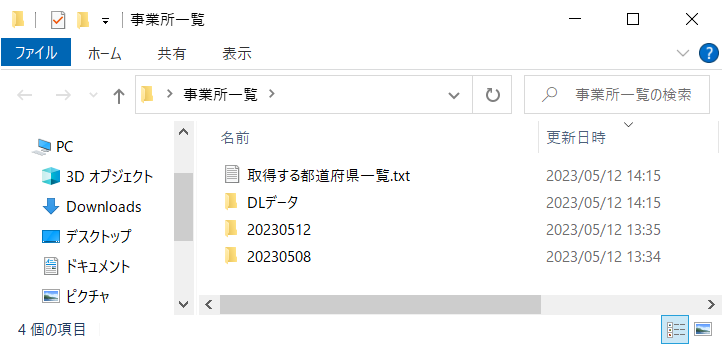 事業所一覧
ファイル ホーム 共有 表示
事業所一覧 事業所一覧の検索
名前 更新日時
PC
3D オブジェクト
Downloads
デスクトップ
ドキュメント
ピクチャ
取得する都道府県一覧.txt 2023/05/12 14:15
DLデータ 2023/05/12 14:15
20230512 2023/05/12 13:35
20230508 2023/05/12 13:34
4 個の項目